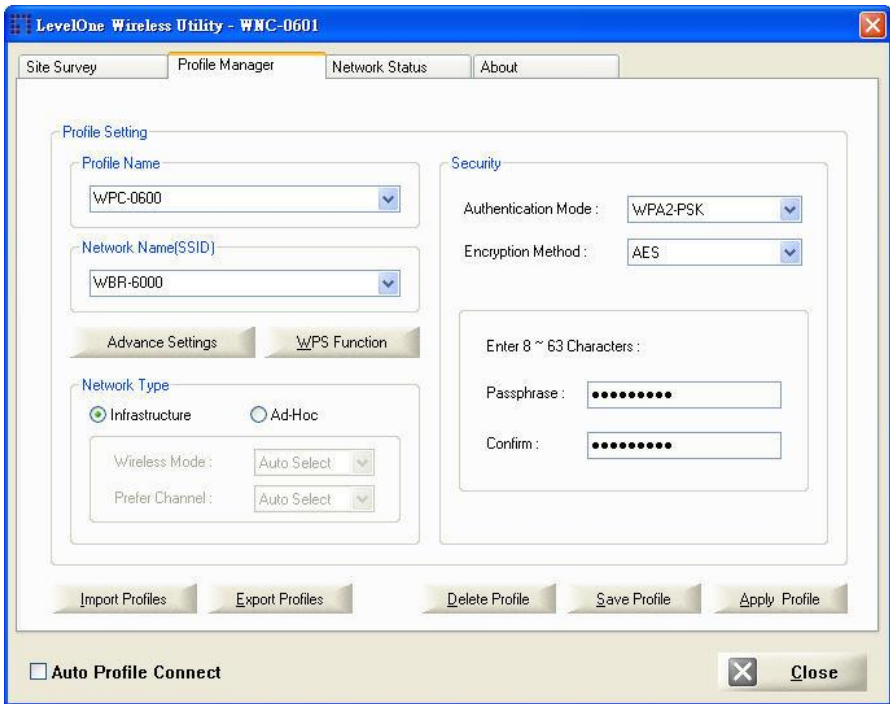 LevelOne Wireless Utility - WNC-0601
Site Survey
Profile Manager
Network Status
About
Profile Setting
Profile Name
WPC-0600
Network Name(SSID)
WBR-6000
Advance Settings
WPS Function
Network Type
Infrastructure
Ad-Hoc
Wireless Mode :
Auto Select
Prefer Channel :
Auto Select
Security
Authentication Mode :
WPA2-PSK
Encryption Method :
AES
Enter 8 ~ 63 Characters :
Passphrase :
●●●●●●●●●
Confirm :
●●●●●●●●●
Import Profiles
Export Profiles
Delete Profile
Save Profile
Apply Profile
Auto Profile Connect
Close